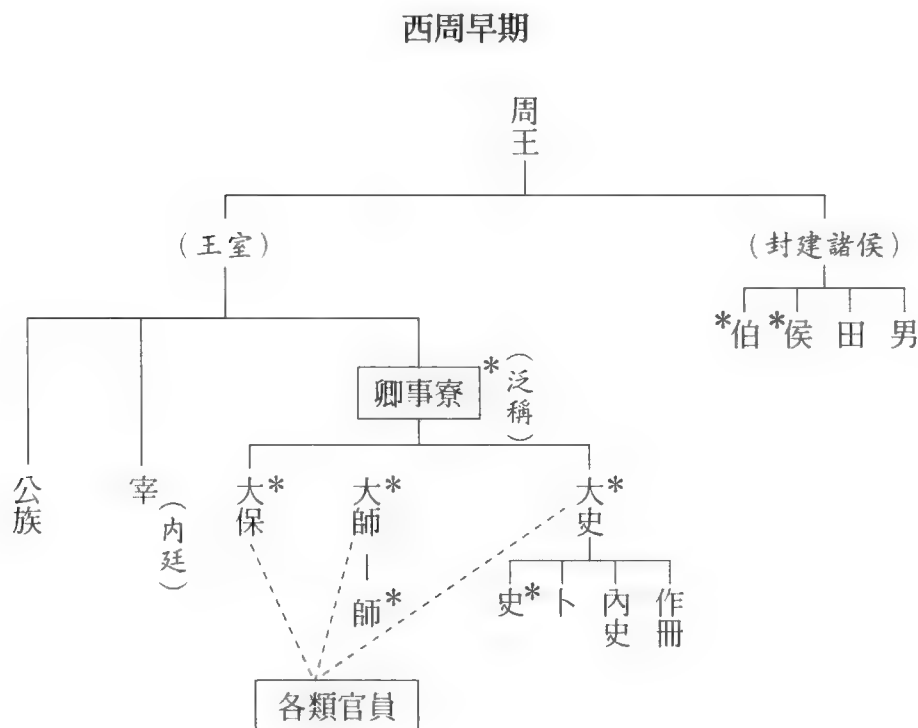 西周早期
周王
(王室)
(封建諸侯)
*伯
*侯
田
男
卿事寮*
(泛稱)
公族
宰
(內廷)
大保*
大師*
大史*
師*
史*
卜
內史
作冊
各類官員